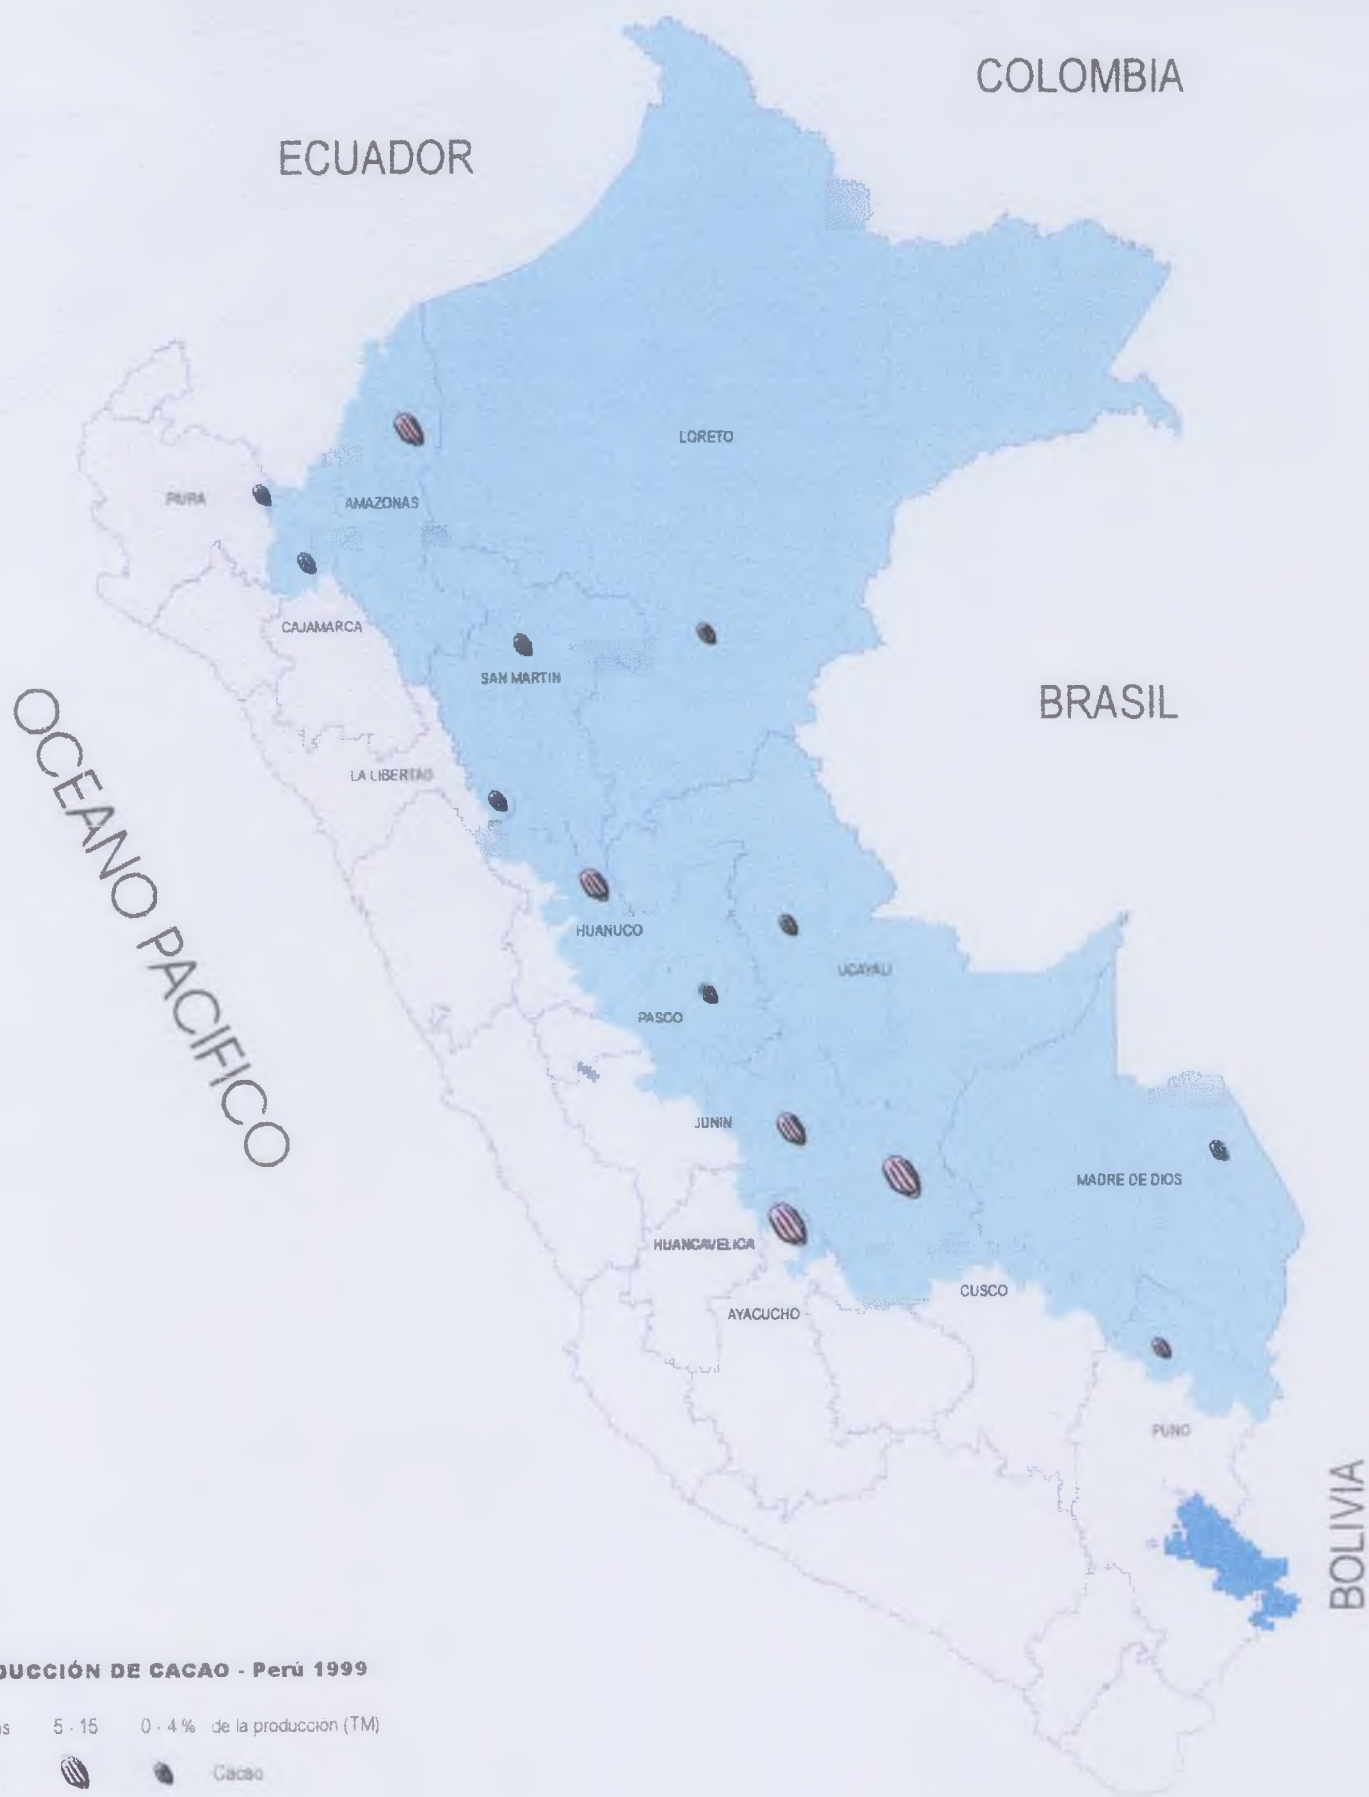 COLOMBIA
ECUADOR
LORETO
PIURA
AMAZONAS
CAJAMARCA
SAN MARTIN
BRASIL
OCEANO PACIFICO
LA LIBERTAD
HUANUCO
UCAYALI
PASCO
JUNIN
MADRE DE DIOS
HUANCAVELICA
CUSCO
AYACUCHO
PUNO
BOLIVIA
DUCCIÓN DE CACAO - Perú 1999
as 5 - 15 0 - 4 % de la producción (TM)
Cacao